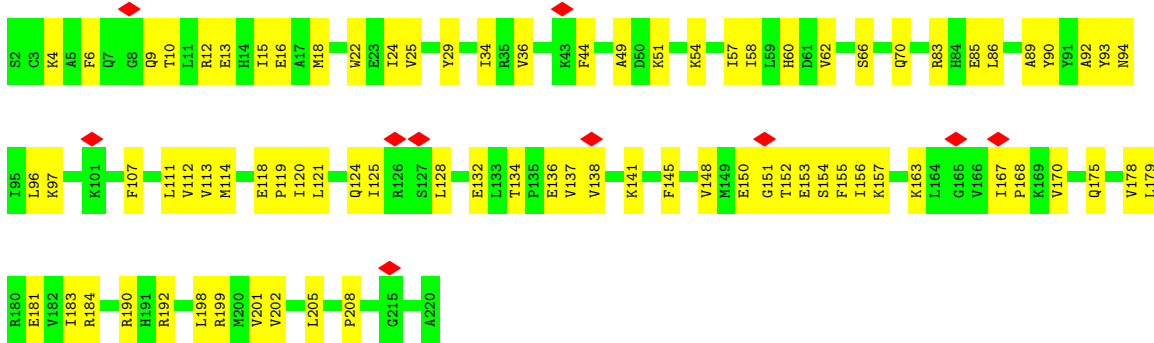 S2 C3 K4 A5 F6 Q7 G8 Q9 T10 L11 R12 E13 H14 I15 E16 A17 M18 W22 E23 I24 V25 Y29 I34 R35 V36 K43 F44 A49 D50 K51 K54 I57 I58 L59 H60 D61 V62 S66 Q70 R83 H84 E85 L86 A89 Y90 Y91 A92 Y93 N94
I95 L96 K97 K101 F107 L111 V112 V113 M114 E118 P119 I120 L121 Q124 I125 R126 S127 L128 E132 L133 T134 P135 E136 V137 V138 K141 F145 V148 M149 E150 G151 T152 E153 S154 F155 I156 K157 K163 L164 G165 V166 I167 P168 K169 V170 Q175 V178 L179
R180 E181 V182 I183 R184 R190 H191 R192 L198 R199 M200 V201 V202 L205 P208 G215 A220